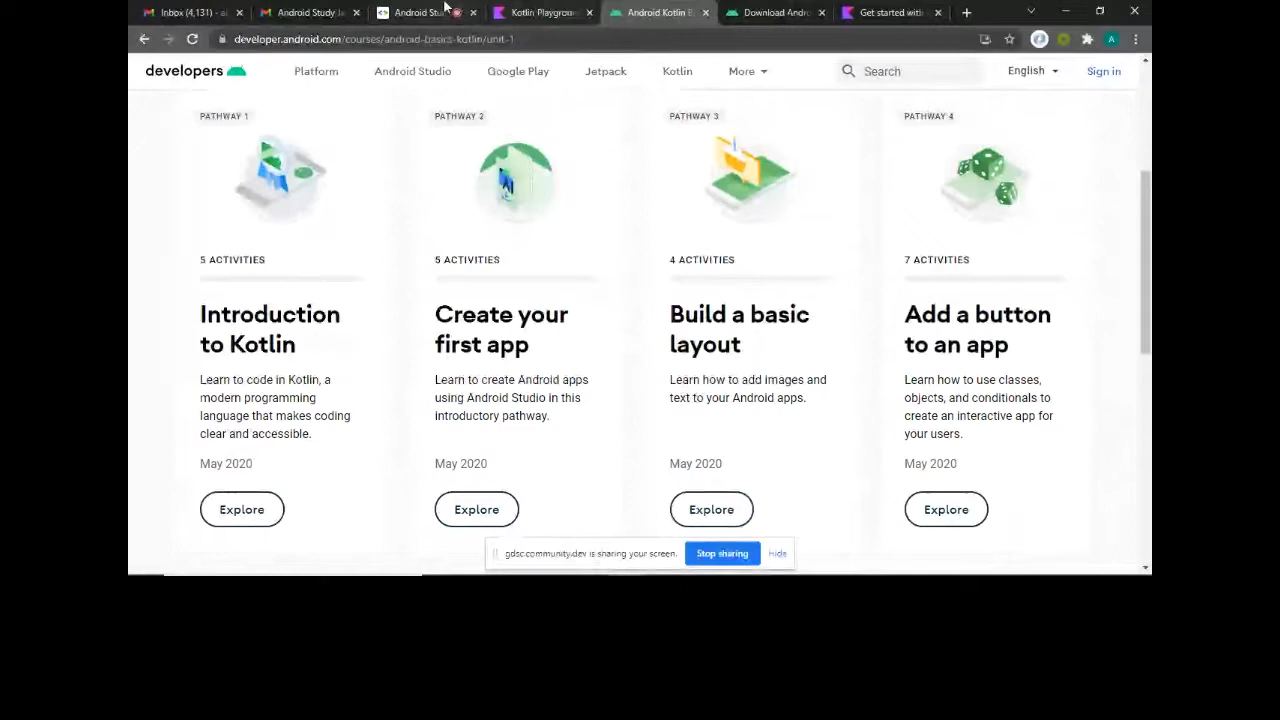 Inbox (4,131) - Android Study Android Stu Kotlin Playgroun Android Kotlin B Download Andro Get started with
developer.android.com/courses/android-basics-kotlin/unit-1
developers Platform Android Studio Google Play Jetpack Kotlin More Search English Sign in
PATHWAY 1 PATHWAY 2 PATHWAY 3 PATHWAY 4
5 ACTIVITIES 5 ACTIVITIES 4 ACTIVITIES 7 ACTIVITIES
Introduction Create your Build a basic Add a button
to Kotlin first app layout to an app
Learn to code in Kotlin, a Learn to create Android apps Learn how to add images and Learn how to use classes,
modern programming using Android Studio in this text to your Android apps. objects, and conditionals to
language that makes coding introductory pathway. create an interactive app for
clear and accessible. your users.
May 2020 May 2020 May 2020 May 2020
Explore Explore Explore Explore
gdsc.community.dev is sharing your screen. Stop sharing Hide